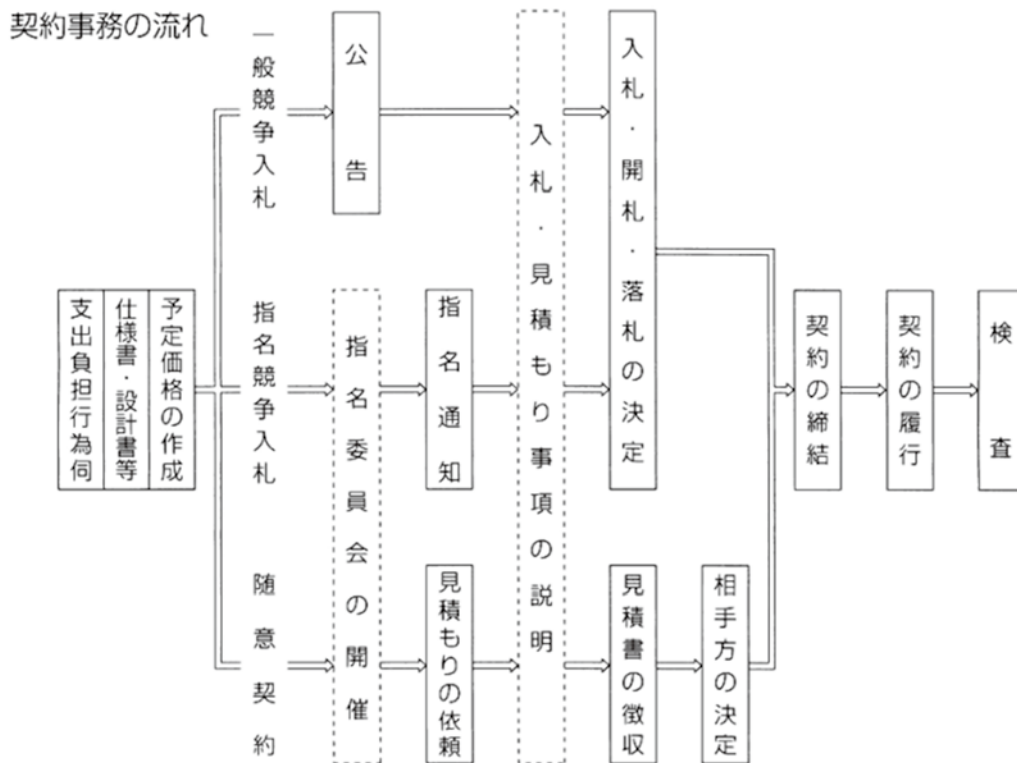 契約事務の流れ
支出負担行為伺
仕様書・設計書等
予定価格の作成
一般競争入札
公告
指名競争入札
随意契約
指名委員会の開催
指名通知
見積もりの依頼
入札・見積もり事項の説明
入札・開札・落札の決定
見積書の徴収
相手方の決定
契約の締結
契約の履行
検査